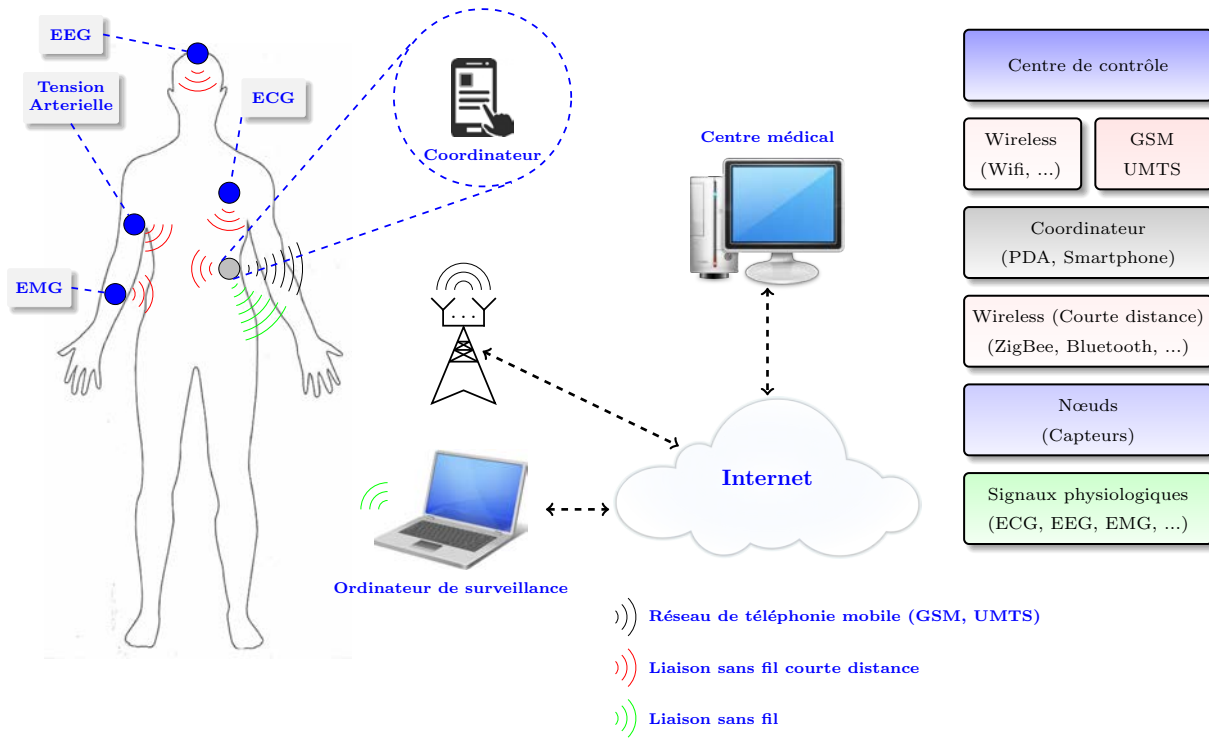 EEG
Tension
Arterielle
ECG
EMG
Coordinateur
Centre médical
Internet
Ordinateur de surveillance
Réseau de téléphonie mobile (GSM, UMTS)
Liaison sans fil courte distance
Liaison sans fil
Centre de contrôle
Wireless
(Wifi, ...)
GSM
UMTS
Coordinateur
(PDA, Smartphone)
Wireless (Courte distance)
(ZigBee, Bluetooth, ...)
Nœuds
(Capteurs)
Signaux physiologiques
(ECG, EEG, EMG, ...)